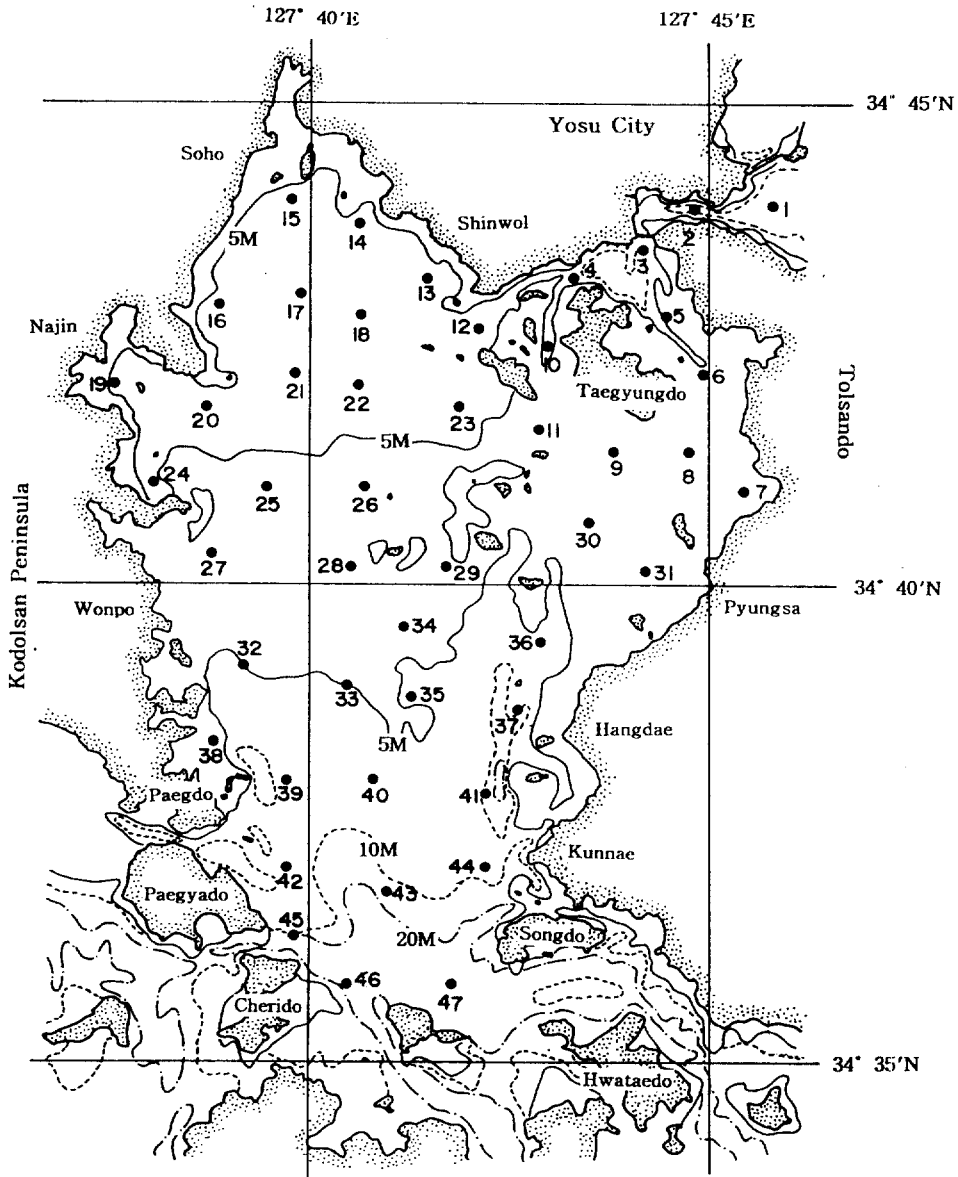 127° 40′E
127° 45′E
34° 45′N
Yosu City
Soho
15
14
Shinwol
2
1
5M
3
4
13
5
16
17
18
12
Najin
10
6
19
21
22
Taegyungdo
Tolsando
20
23
11
5M
9
8
24
7
25
26
30
Kodolsan Peninsula
27
28
29
31
34° 40′N
Wonpo
Pyungsa
34
32
36
33
35
37
Hangdae
38
5M
Paegdo
39
40
41
10M
Kunnae
42
44
Paegyado
43
45
20M
Songdo
46
47
Cherido
34° 35′N
Hwataedo